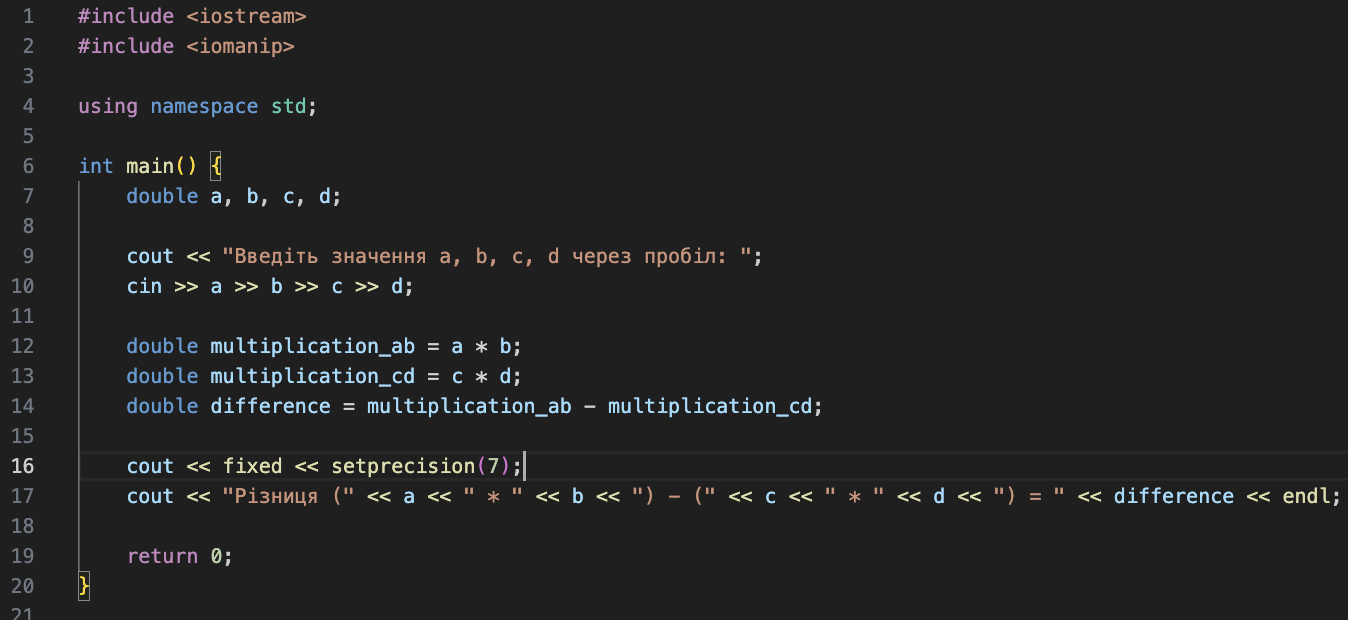 1 #include <iostream>
2 #include <iomanip>
3
4 using namespace std;
5
6 int main() {
7     double a, b, c, d;
8
9     cout << "Введіть значення a, b, c, d через пробіл: ";
10     cin >> a >> b >> c >> d;
11
12     double multiplication_ab = a * b;
13     double multiplication_cd = c * d;
14     double difference = multiplication_ab - multiplication_cd;
15
16     cout << fixed << setprecision(7);
17     cout << "Різниця (" << a << " * " << b << ") - (" << c << " * " << d << ") = " << difference << endl;
18
19     return 0;
20 }
21